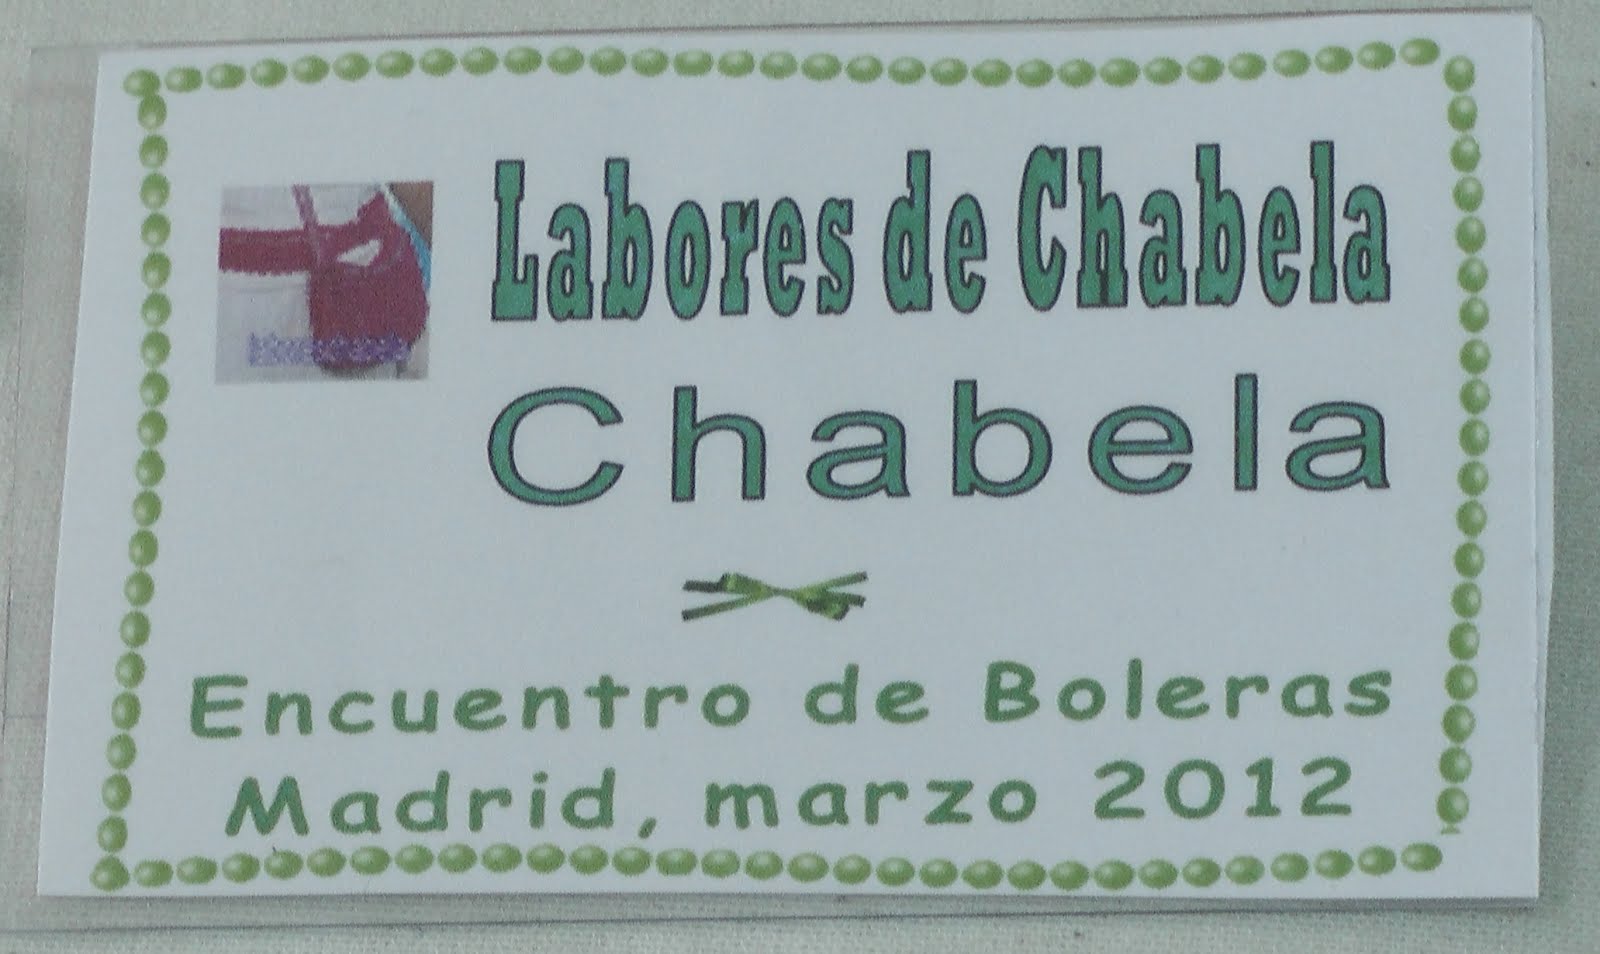 Labores de Chabela
Chabela
Encuentro de Boleras
Madrid, marzo 2012